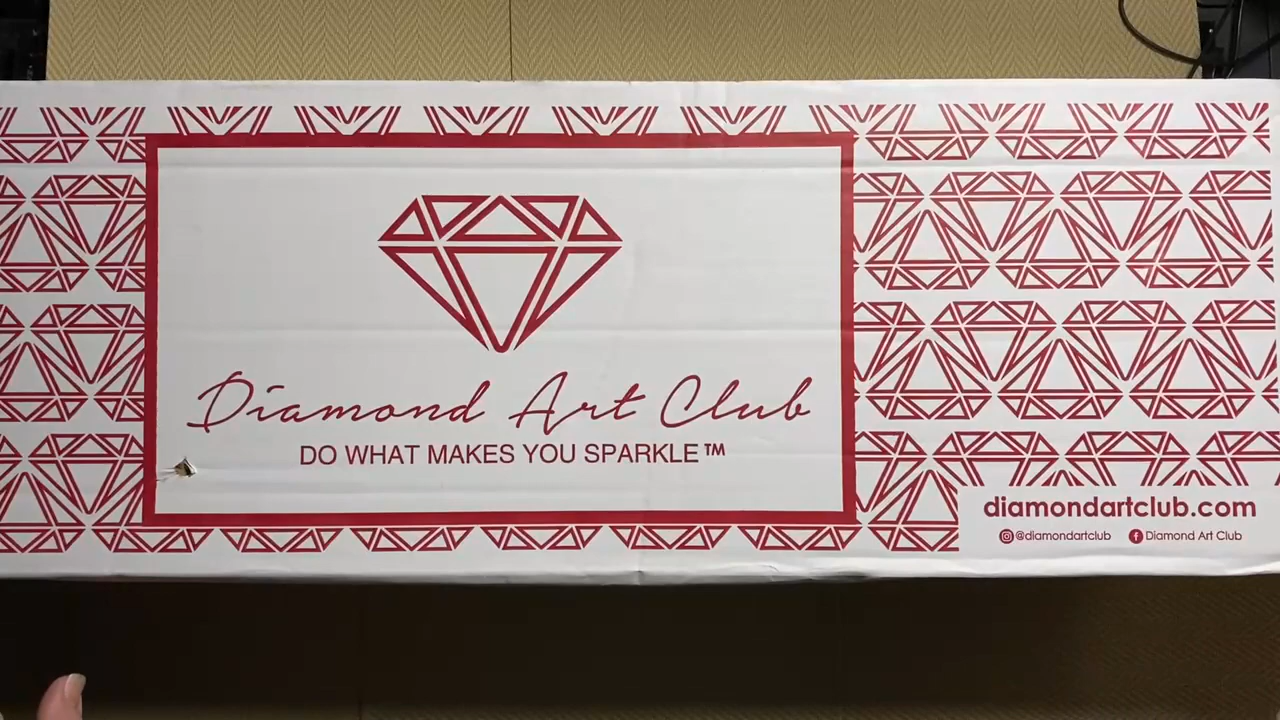 Diamond Art Club
DO WHAT MAKES YOU SPARKLE™
diamondartclub.com
@diamondartclub Diamond Art Club